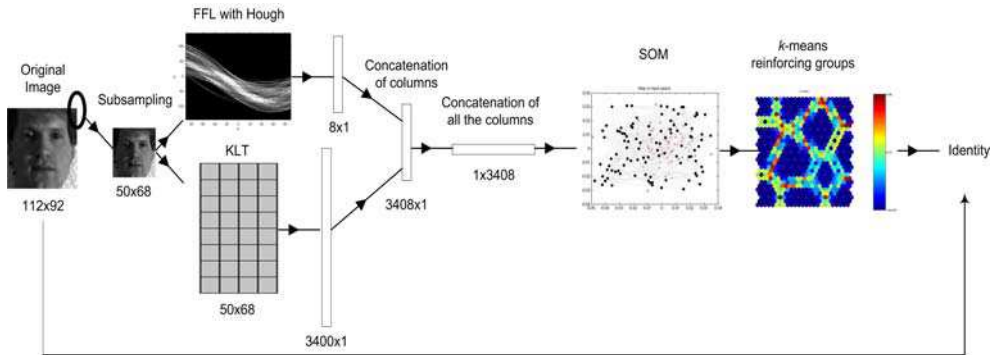 FFL with Hough
Original
Image
Subsampling
Concatenation
of columns
SOM
k-means
reinforcing groups
Concatenation of
all the columns
8x1
KLT
50x68
112x92
3408x1
1x3408
Identity
50x68
3400x1